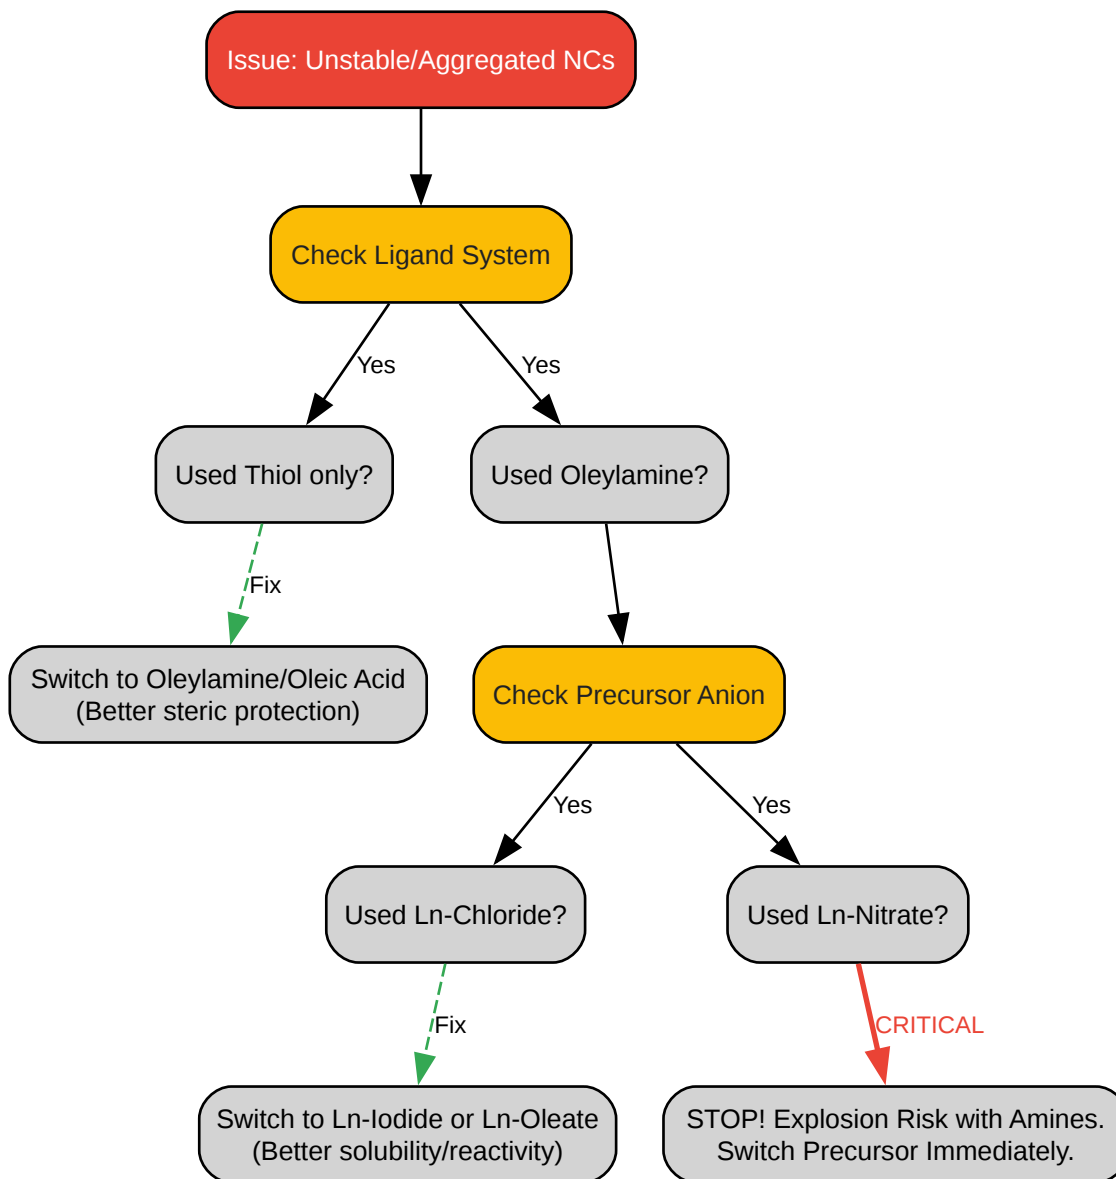 Issue: Unstable/Aggregated NCs
Check Ligand System
Yes
Yes
Used Thiol only?
Used Oleylamine?
Fix
Switch to Oleylamine/Oleic Acid
(Better steric protection)
Check Precursor Anion
Yes
Yes
Used Ln-Chloride?
Used Ln-Nitrate?
Fix
CRITICAL
Switch to Ln-Iodide or Ln-Oleate
(Better solubility/reactivity)
STOP! Explosion Risk with Amines.
Switch Precursor Immediately.